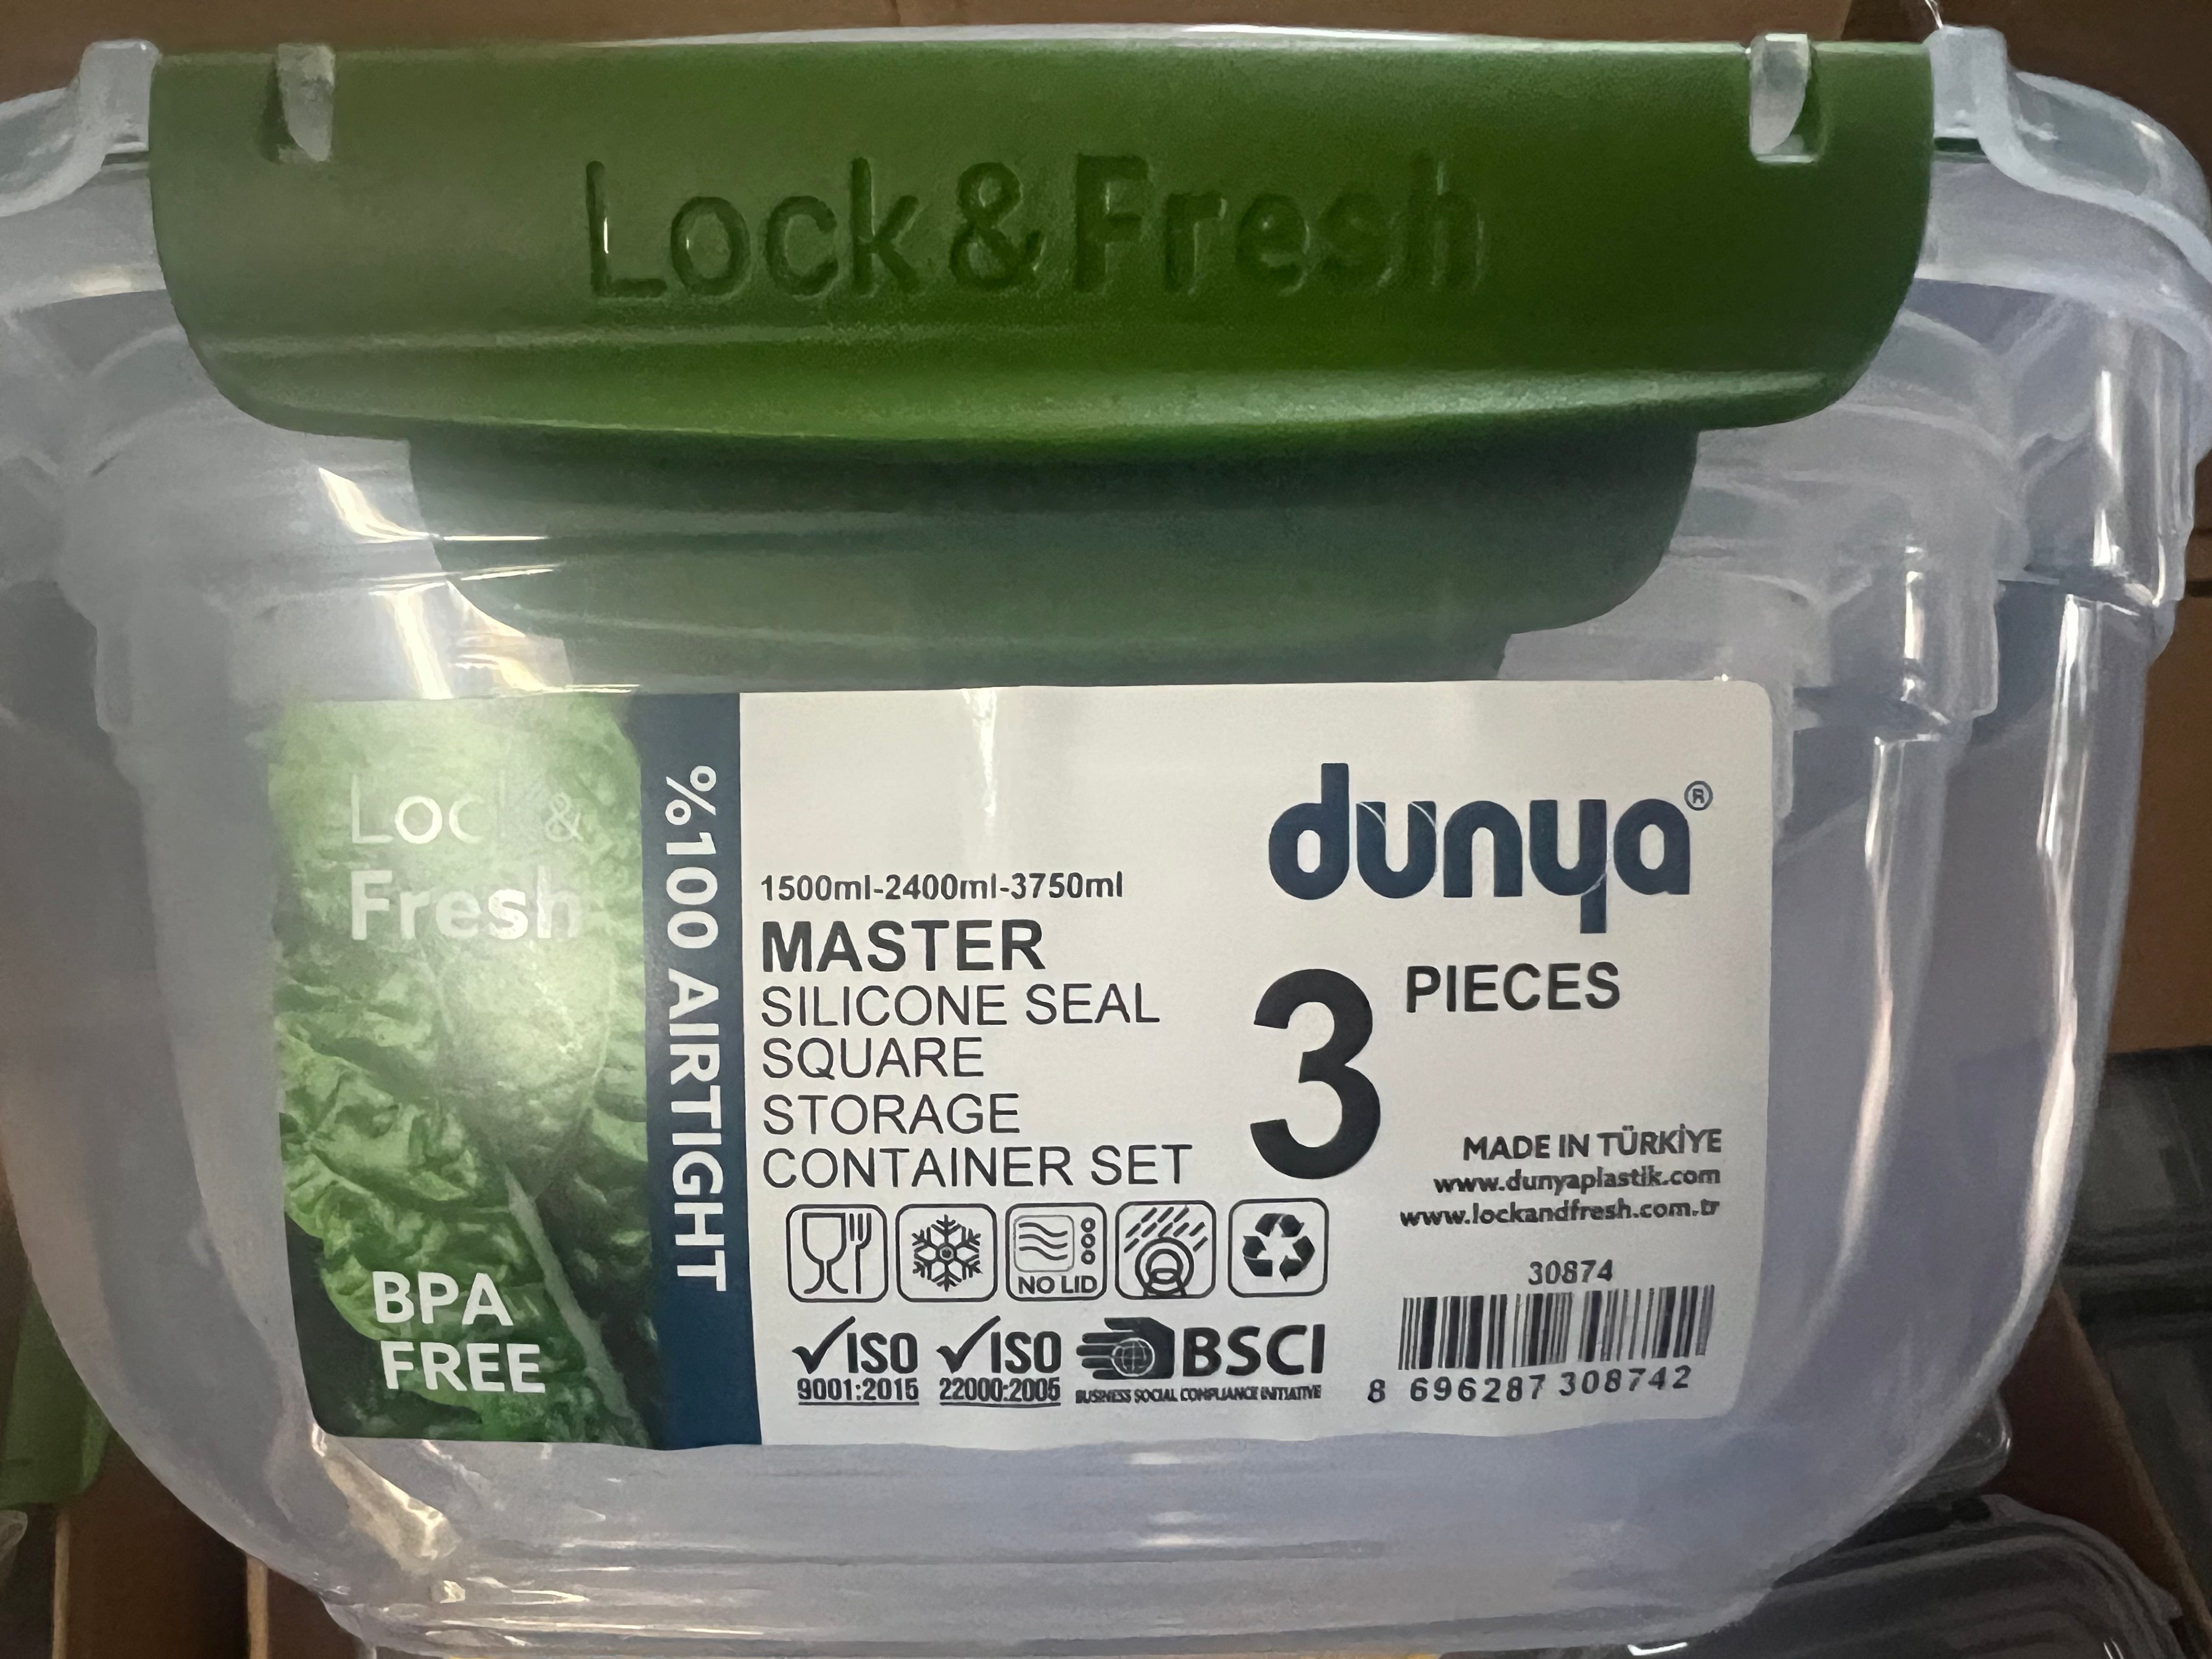 Lock&Fresh
Lock &
Fresh
BPA
FREE
%100 AIRTIGHT
1500ml-2400ml-3750ml
MASTER
SILICONE SEAL
SQUARE
STORAGE
CONTAINER SET
dunya®
3 PIECES
MADE IN TÜRKİYE
www.dunyaplastik.com
www.lockandfresh.com.tr
NO LID
ISO
9001:2015
ISO
22000:2005
BSCI
BUSINESS SOCIAL COMPLIANCE INITIATIVE
30874
8 696287 308742